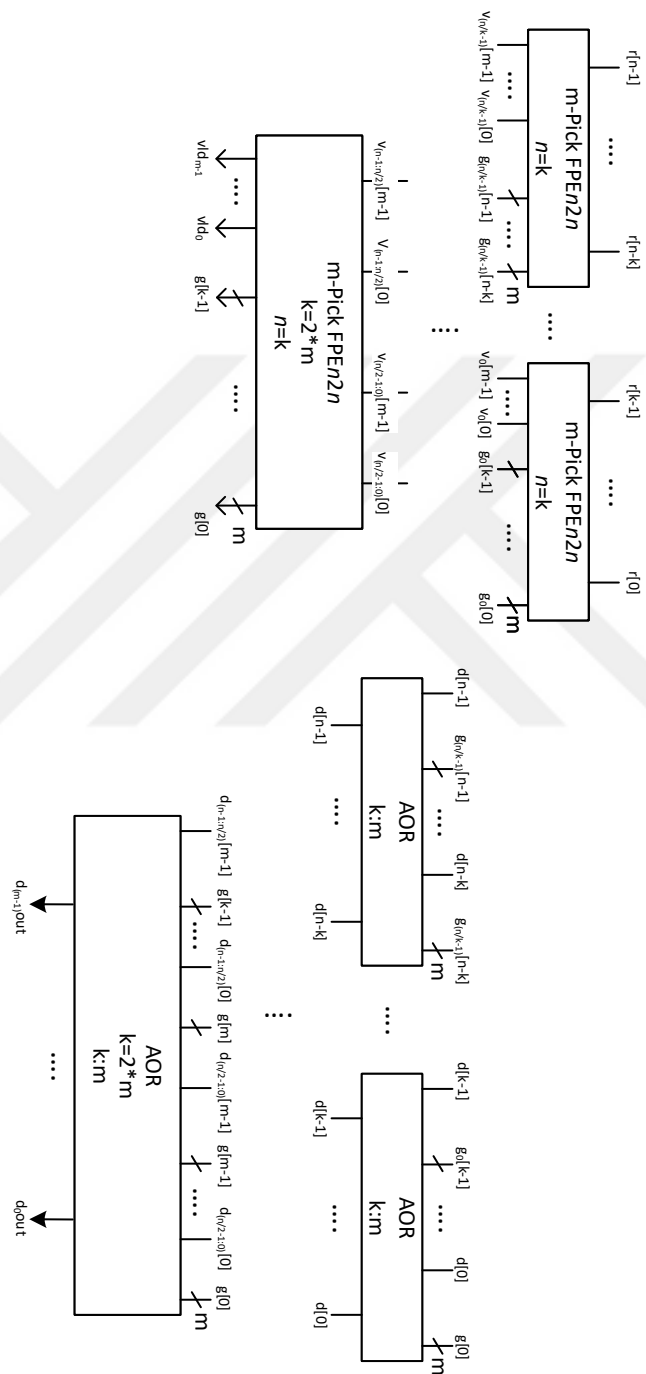 r[n-1] .... r[n-k]
m-Pick FPEn2n
n=k
v(n/k-1)[m-1] .... v(n/k-1)[0] g(n/k-1)[n-1] .... g(n/k-1)[n-k] m
....
r[k-1] .... r[0]
m-Pick FPEn2n
n=k
v0[m-1] .... v0[0] g0[k-1] .... g0[0] m
....
v(n-1:n/2)[m-1] V(n-1:n/2)[0] v(n/2-1:0)[m-1] v(n/2-1:0)[0]
m-Pick FPEn2n
k=2*m
n=k
vldm-1 .... vld0 g[k-1] .... g[0] m
d[n-1] g(n/k-1)[n-1] .... d[n-k] g(n/k-1)[n-k] m
AOR
k:m
d[n-1] .... d[n-k]
....
d[k-1] g0[k-1] .... d[0] g[0] m
AOR
k:m
d[k-1] .... d[0]
....
d(n-1:n/2)[m-1] g[k-1] .... d(n-1:n/2)[0] g[m] d(n/2-1:0)[m-1] g[m-1] .... d(n/2-1:0)[0] g[0] m
AOR
k=2*m
k:m
d(m-1)out .... d0out